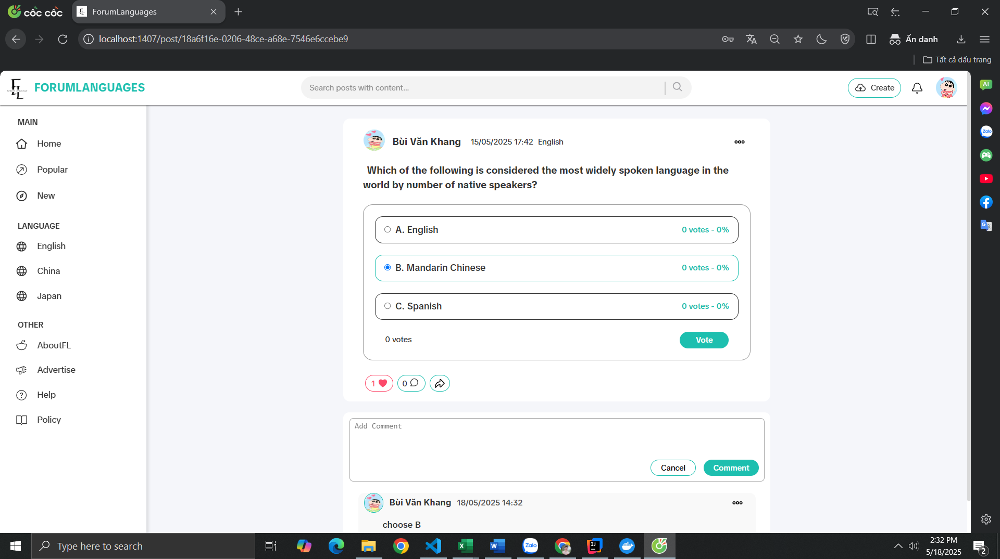 cốc cốc
ForumLanguages
localhost:1407/post/18a6f16e-0206-48ce-a68e-7546e6ccebe9
Ẩn danh
Tất cả dấu trang
FL
FORUMLANGUAGES
Search posts with content...
Create
MAIN
Home
Popular
New
LANGUAGE
English
China
Japan
OTHER
AboutFL
Advertise
Help
Policy
Bùi Văn Khang 15/05/2025 17:42 English
Which of the following is considered the most widely spoken language in the
world by number of native speakers?
A. English 0 votes - 0%
B. Mandarin Chinese 0 votes - 0%
C. Spanish 0 votes - 0%
0 votes
Vote
1
0
Add Comment
Cancel
Comment
Bùi Văn Khang 18/05/2025 14:32
choose B
AI
Zalo
Type here to search
Zalo
2:32 PM
5/18/2025
2